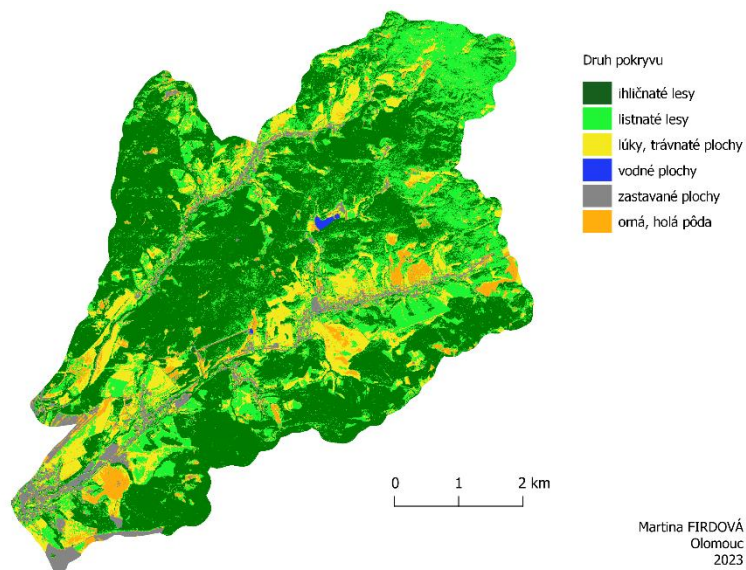 Druh pokryvu
ihličnaté lesy
listnaté lesy
lúky, trávnaté plochy
vodné plochy
zastavané plochy
orná, holá pôda
0 1 2 km
Martina FIRDOVÁ
Olomouc
2023